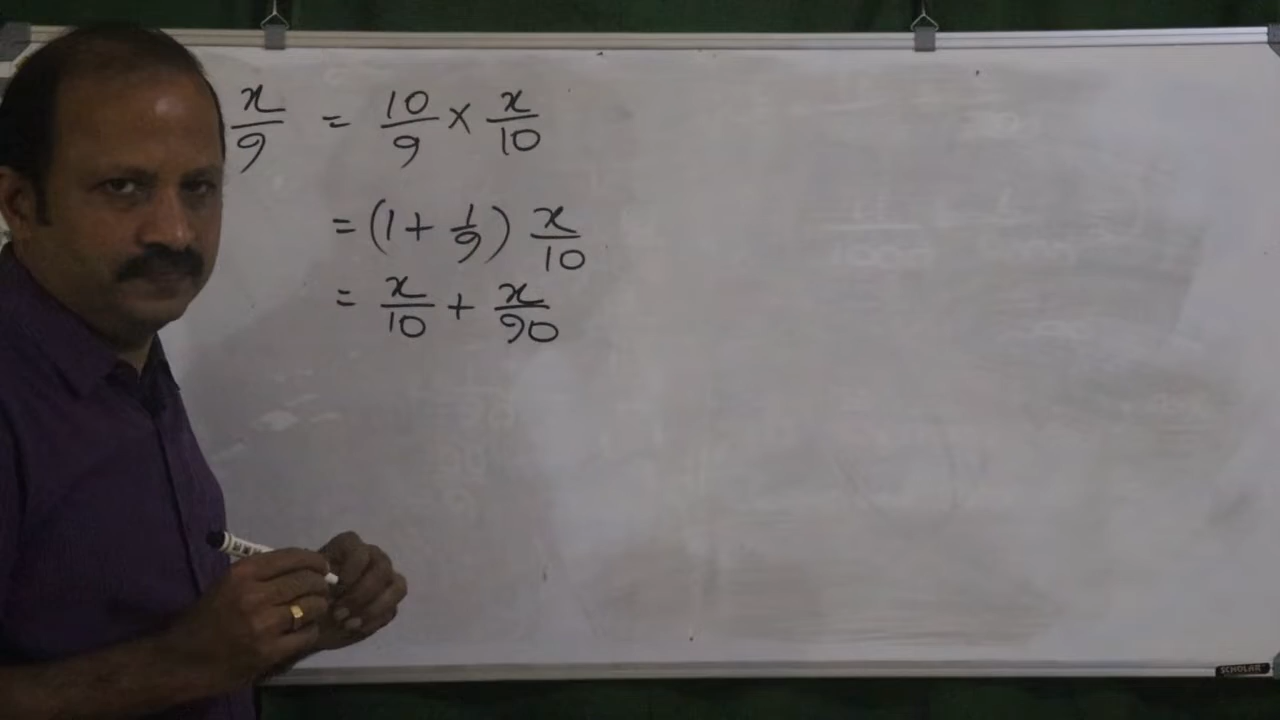 x/9 = 10/9 × x/10
= (1 + 1/9) x/10
= x/10 + x/90
SCHOLAR